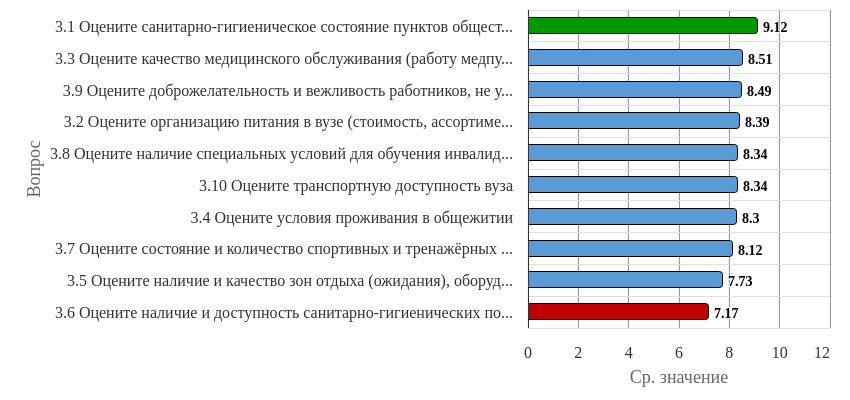 3.1 Оцените санитарно-гигиеническое состояние пунктов общест... 9.12
3.3 Оцените качество медицинского обслуживания (работу медпу... 8.51
3.9 Оцените доброжелательность и вежливость работников, не у... 8.49
3.2 Оцените организацию питания в вузе (стоимость, ассортиме... 8.39
3.8 Оцените наличие специальных условий для обучения инвалид... 8.34
3.10 Оцените транспортную доступность вуза 8.34
3.4 Оцените условия проживания в общежитии 8.3
3.7 Оцените состояние и количество спортивных и тренажёрных ... 8.12
3.5 Оцените наличие и качество зон отдыха (ожидания), оборуд... 7.73
3.6 Оцените наличие и доступность санитарно-гигиенических по... 7.17
Вопрос
0 2 4 6 8 10 12
Ср. значение